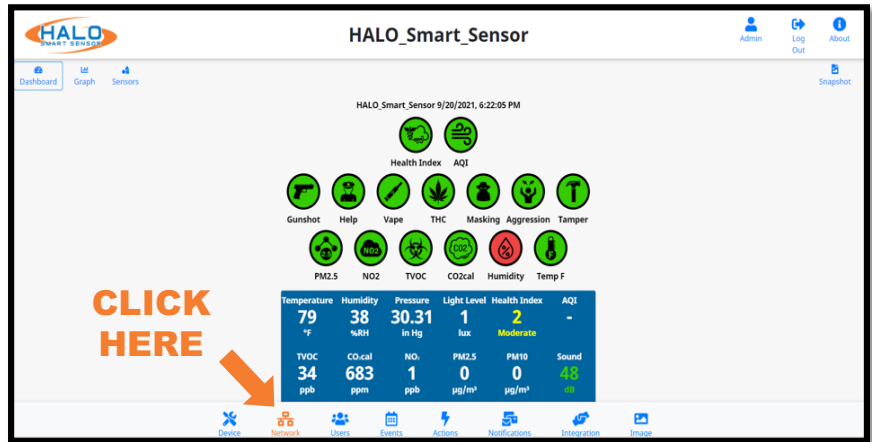 HALO
SMART SENSOR
HALO_Smart_Sensor
Admin
Log
Out
About
Dashboard
Graph
Sensors
Snapshot
HALO_Smart_Sensor 9/20/2021, 6:22:05 PM
Health Index AQI
Gunshot Help Vape THC Masking Aggression Tamper
2.5 NO2 CO2 % F
PM2.5 NO2 TVOC CO2cal Humidity Temp F
Temperature Humidity Pressure Light Level Health Index AQI
79 38 30.31 1 2 -
°F %RH in Hg lux Moderate
TVOC CO₂cal NO₂ PM2.5 PM10 Sound
34 683 1 0 0 48
ppb ppm ppb µg/m³ µg/m³ dB
CLICK
HERE
Device Network Users Events Actions Notifications Integration Image